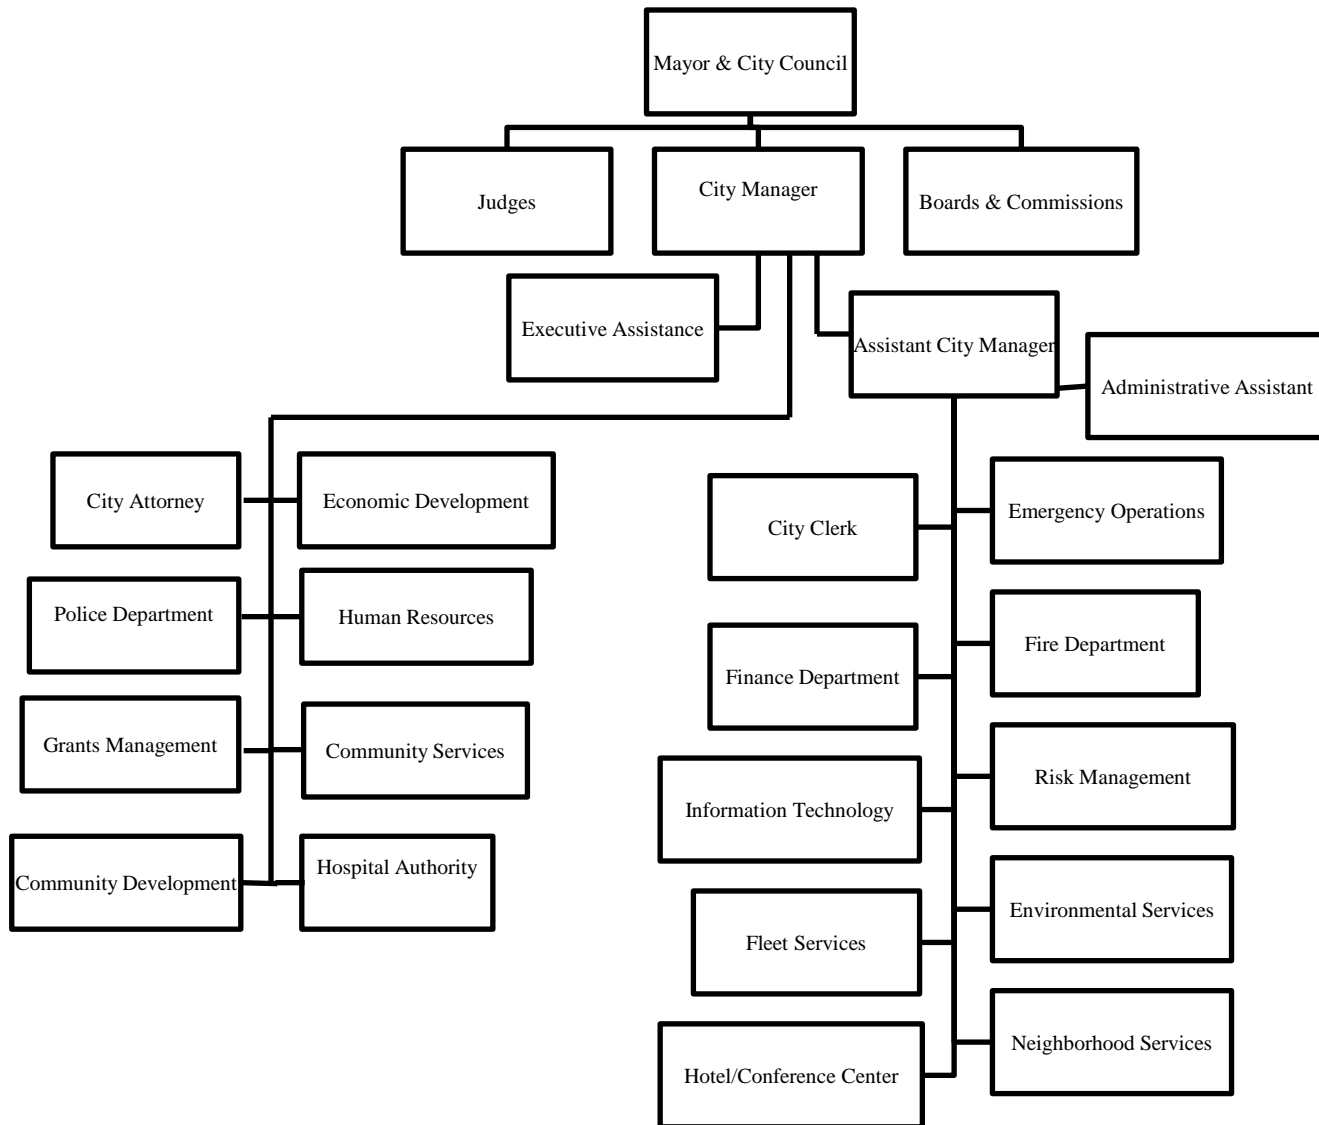 Mayor & City Council
Judges
City Manager
Boards & Commissions
Executive Assistance
Assistant City Manager
Administrative Assistant
City Attorney
Economic Development
Police Department
Human Resources
Grants Management
Community Services
Community Development
Hospital Authority
City Clerk
Emergency Operations
Finance Department
Fire Department
Information Technology
Risk Management
Fleet Services
Environmental Services
Hotel/Conference Center
Neighborhood Services